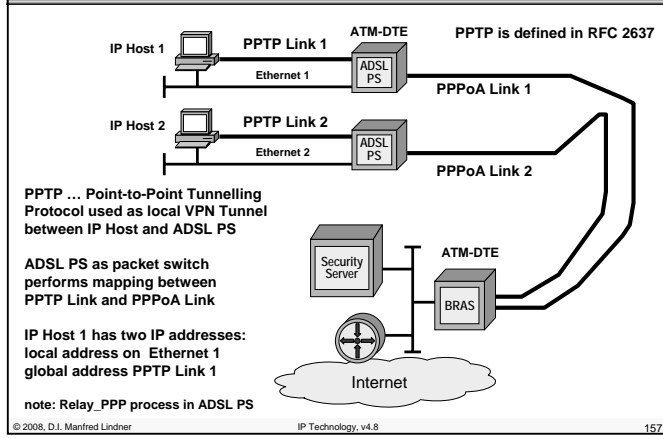 PPTP is defined in RFC 2637
ATM-DTE
IP Host 1
PPTP Link 1
Ethernet 1
ADSL
PS
PPPoA Link 1
IP Host 2
PPTP Link 2
Ethernet 2
ADSL
PS
PPPoA Link 2
PPTP … Point-to-Point Tunnelling
Protocol used as local VPN Tunnel
between IP Host and ADSL PS
ADSL PS as packet switch
performs mapping between
PPTP Link and PPPoA Link
IP Host 1 has two IP addresses:
local address on Ethernet 1
global address PPTP Link 1
note: Relay_PPP process in ADSL PS
Security
Server
ATM-DTE
BRAS
Internet
© 2008, D.I. Manfred Lindner
IP Technology, v4.8
157